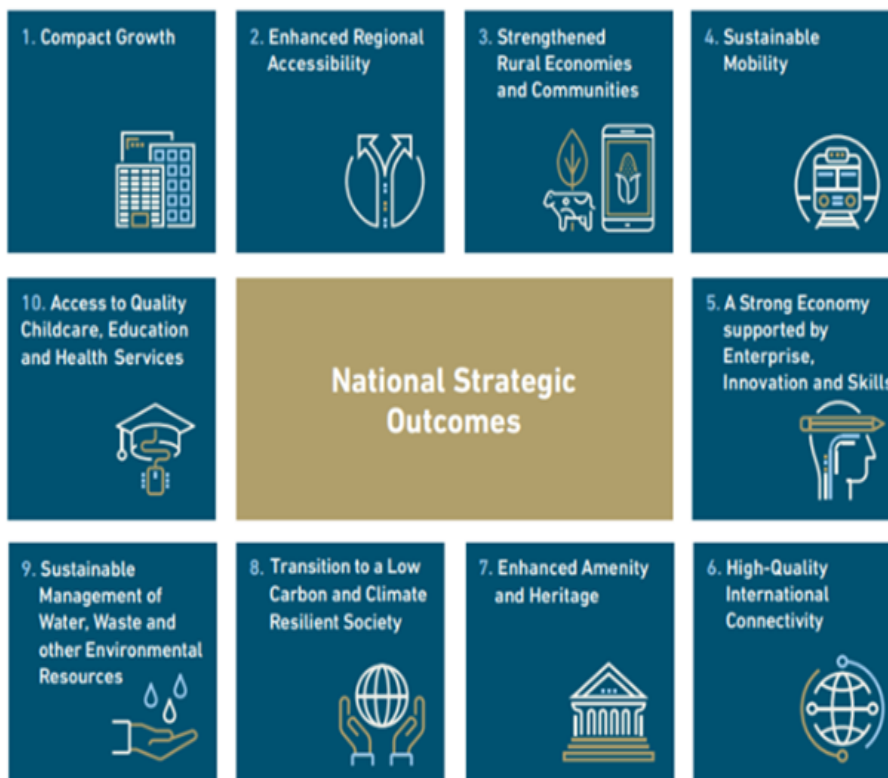 1. Compact Growth
2. Enhanced Regional
Accessibility
3. Strengthened
Rural Economies
and Communities
4. Sustainable
Mobility
10. Access to Quality
Childcare, Education
and Health Services
National Strategic
Outcomes
5. A Strong Economy
supported by
Enterprise,
Innovation and Skills
9. Sustainable
Management of
Water, Waste and
other Environmental
Resources
8. Transition to a Low
Carbon and Climate
Resilient Society
7. Enhanced Amenity
and Heritage
6. High-Quality
International
Connectivity